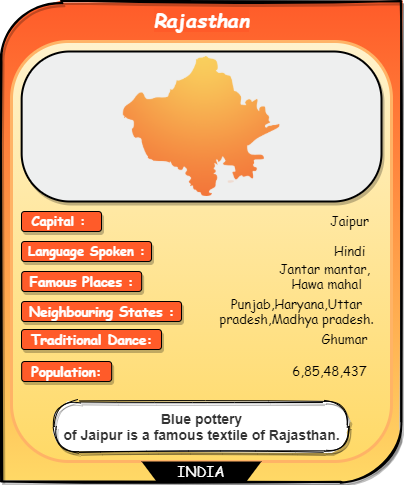 Rajasthan
Capital : Jaipur
Language Spoken : Hindi
Famous Places : Jantar mantar,
Hawa mahal
Neighbouring States : Punjab,Haryana,Uttar
pradesh,Madhya pradesh.
Traditional Dance: Ghumar
Population: 6,85,48,437
Blue pottery
of Jaipur is a famous textile of Rajasthan.
INDIA